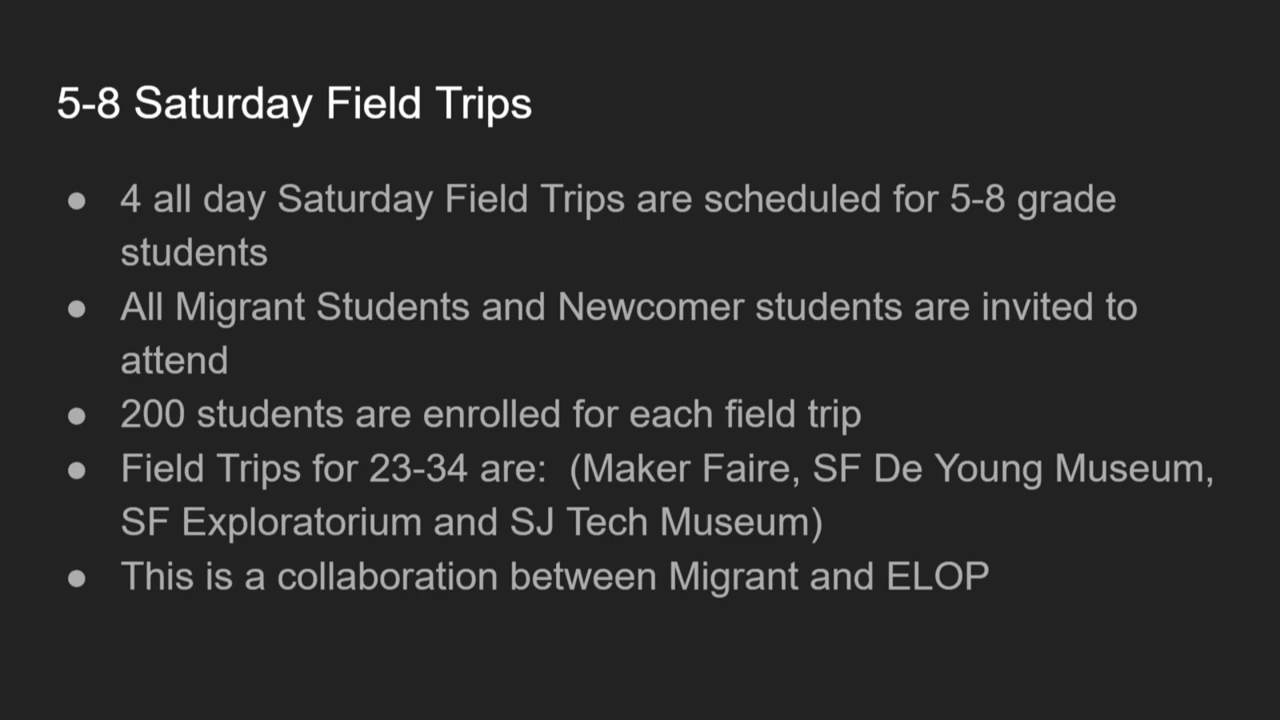 5-8 Saturday Field Trips
● 4 all day Saturday Field Trips are scheduled for 5-8 grade
students
● All Migrant Students and Newcomer students are invited to
attend
● 200 students are enrolled for each field trip
● Field Trips for 23-34 are:  (Maker Faire, SF De Young Museum,
SF Exploratorium and SJ Tech Museum)
● This is a collaboration between Migrant and ELOP